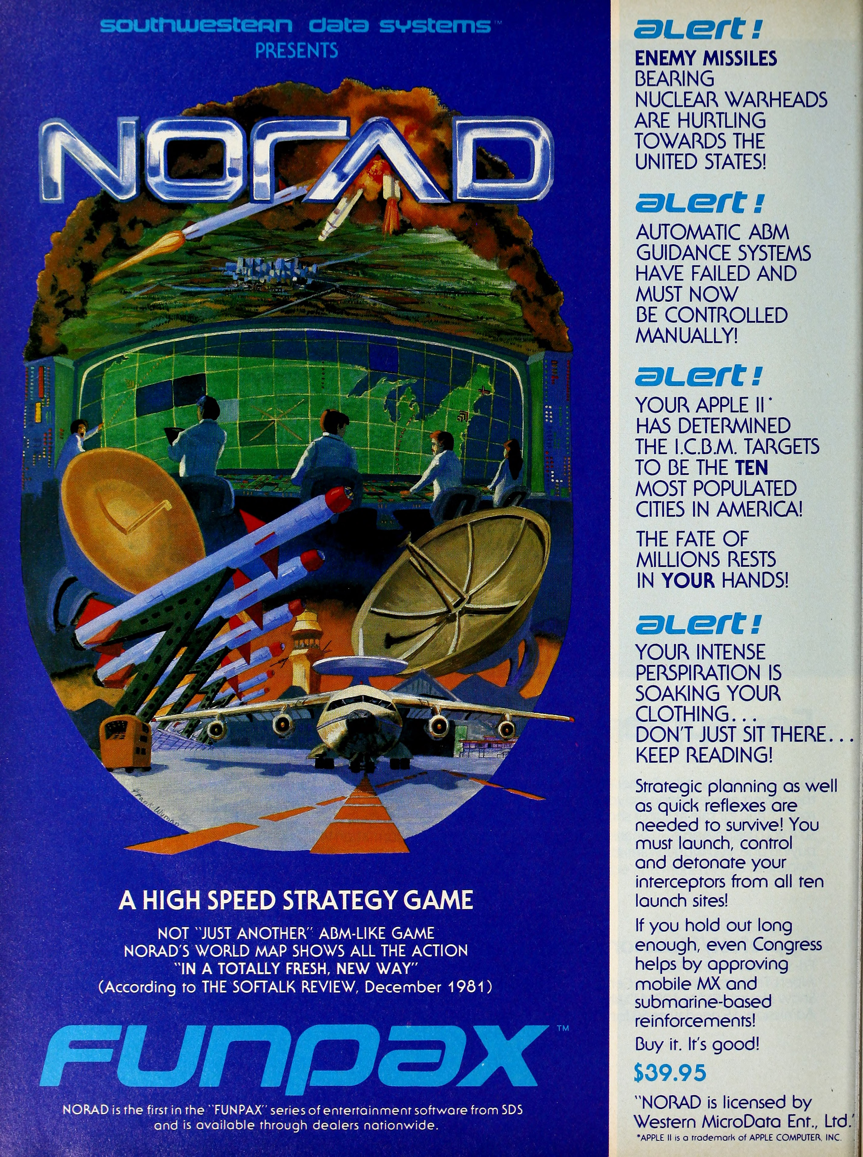 southwestern data systems™
PRESENTS
NORAD
A HIGH SPEED STRATEGY GAME
NOT "JUST ANOTHER" ABM-LIKE GAME
NORAD'S WORLD MAP SHOWS ALL THE ACTION
"IN A TOTALLY FRESH, NEW WAY"
(According to THE SOFTALK REVIEW, December 1981)
FUNPAX™
NORAD is the first in the "FUNPAX" series of entertainment software from SDS
and is available through dealers nationwide.
aLert!
ENEMY MISSILES
BEARING
NUCLEAR WARHEADS
ARE HURTLING
TOWARDS THE
UNITED STATES!
aLert!
AUTOMATIC ABM
GUIDANCE SYSTEMS
HAVE FAILED AND
MUST NOW
BE CONTROLLED
MANUALLY!
aLert!
YOUR APPLE II*
HAS DETERMINED
THE I.C.B.M. TARGETS
TO BE THE TEN
MOST POPULATED
CITIES IN AMERICA!
THE FATE OF
MILLIONS RESTS
IN YOUR HANDS!
aLert!
YOUR INTENSE
PERSPIRATION IS
SOAKING YOUR
CLOTHING...
DON'T JUST SIT THERE...
KEEP READING!
Strategic planning as well
as quick reflexes are
needed to survive! You
must launch, control
and detonate your
interceptors from all ten
launch sites!
If you hold out long
enough, even Congress
helps by approving
mobile MX and
submarine-based
reinforcements!
Buy it. It's good!
$39.95
"NORAD is licensed by
Western MicroData Ent., Ltd."
*APPLE II is a trademark of APPLE COMPUTER, INC.